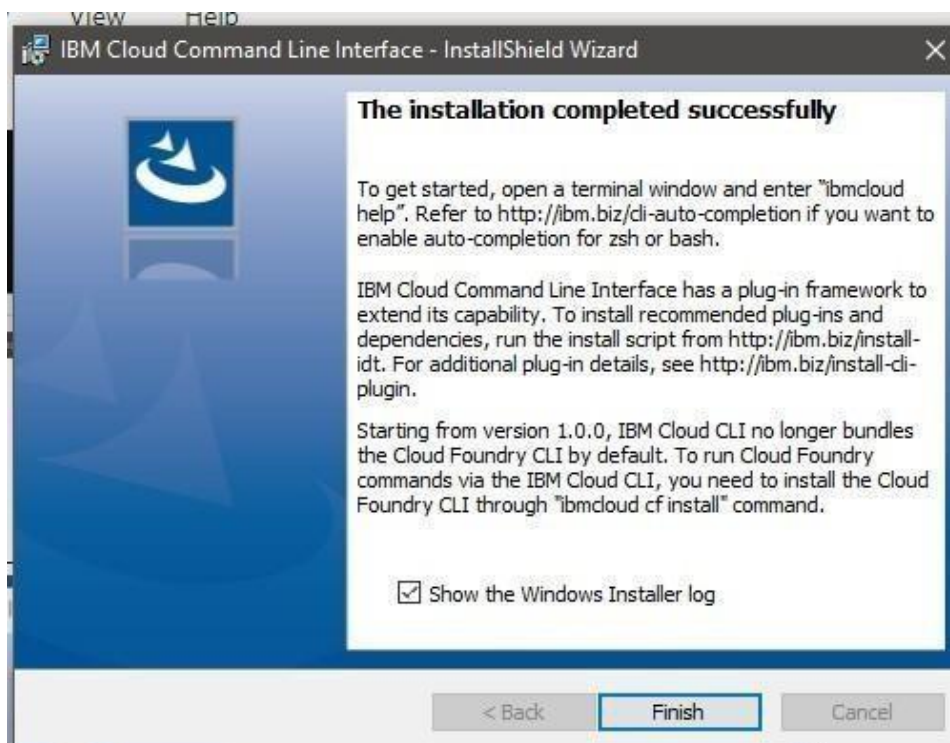 View Help
IBM Cloud Command Line Interface - InstallShield Wizard
The installation completed successfully
To get started, open a terminal window and enter "ibmcloud
help". Refer to http://ibm.biz/cli-auto-completion if you want to
enable auto-completion for zsh or bash.
IBM Cloud Command Line Interface has a plug-in framework to
extend its capability. To install recommended plug-ins and
dependencies, run the install script from http://ibm.biz/install-
idt. For additional plug-in details, see http://ibm.biz/install-cli-
plugin.
Starting from version 1.0.0, IBM Cloud CLI no longer bundles
the Cloud Foundry CLI by default. To run Cloud Foundry
commands via the IBM Cloud CLI, you need to install the Cloud
Foundry CLI through "ibmcloud cf install" command.
Show the Windows Installer log
< Back Finish Cancel